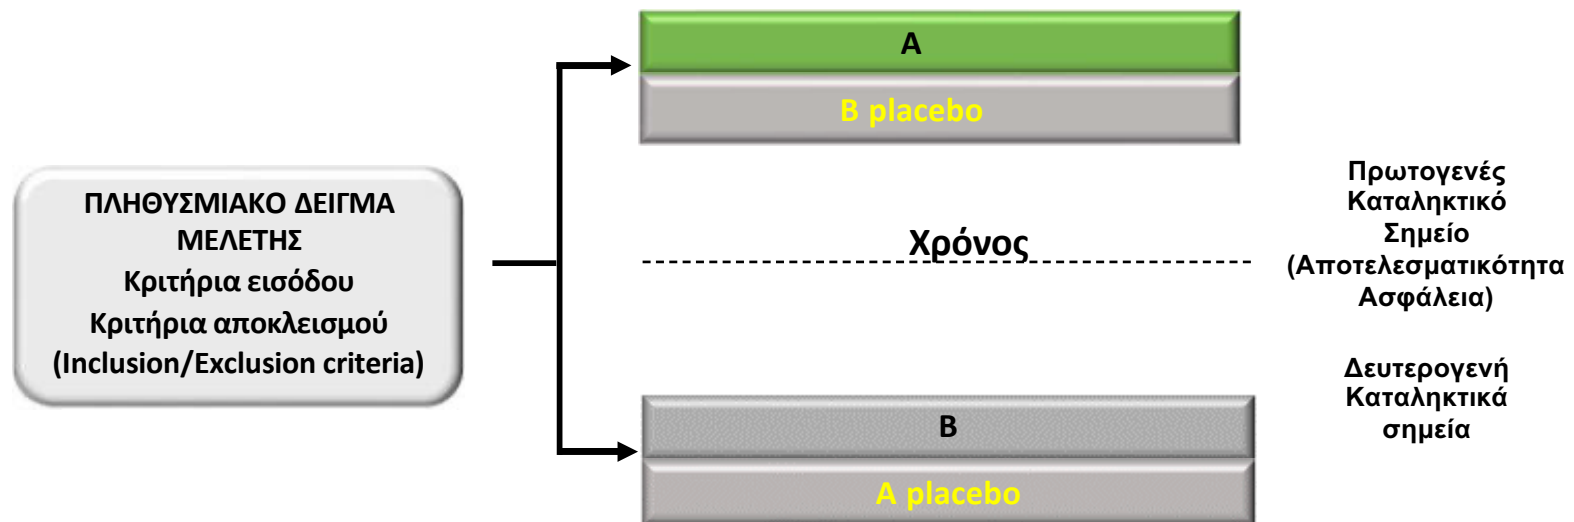 A
B placebo
ΠΛΗΘΥΣΜΙΑΚΟ ΔΕΙΓΜΑ
ΜΕΛΕΤΗΣ
Κριτήρια εισόδου
Κριτήρια αποκλεισμού
(Inclusion/Exclusion criteria)
Χρόνος
Πρωτογενές
Καταληκτικό
Σημείο
(Αποτελεσματικότητα
Ασφάλεια)
Δευτερογενή
Καταληκτικά
σημεία
B
A placebo